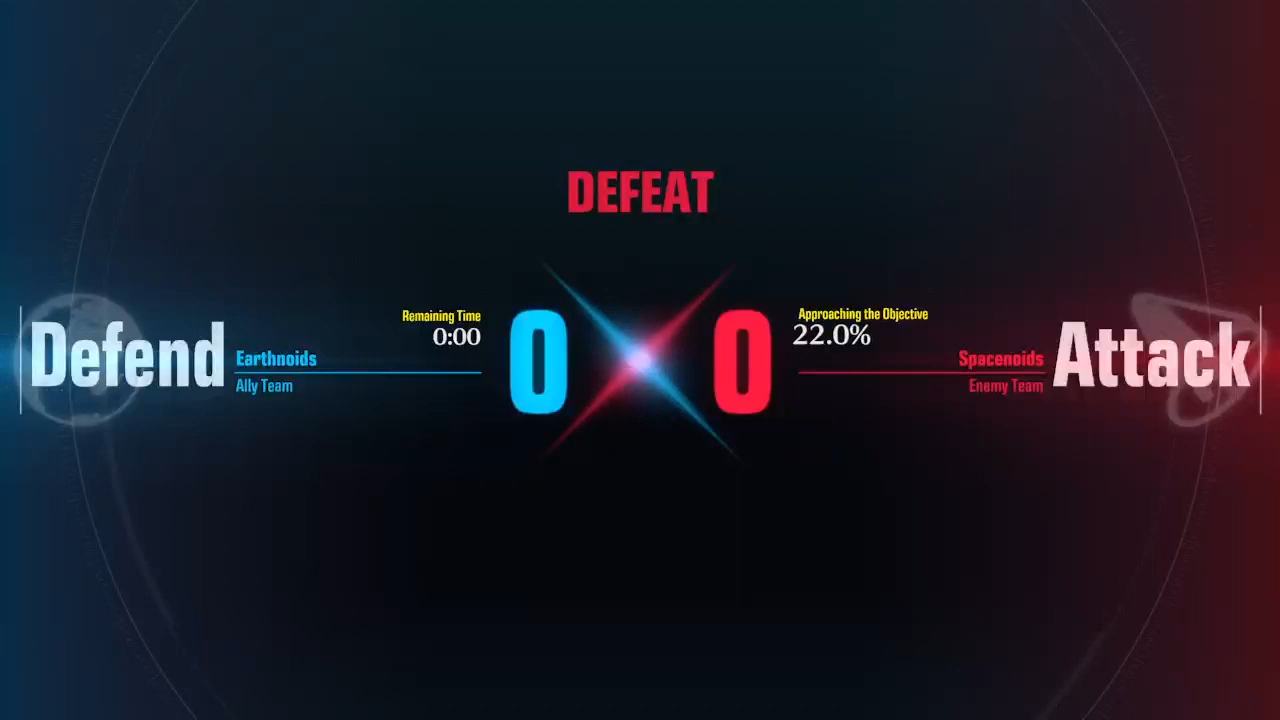 DEFEAT
Remaining Time
0:00
0
0
Approaching the Objective
22.0%
Defend
Earthnoids
Ally Team
Spacenoids
Enemy Team
Attack